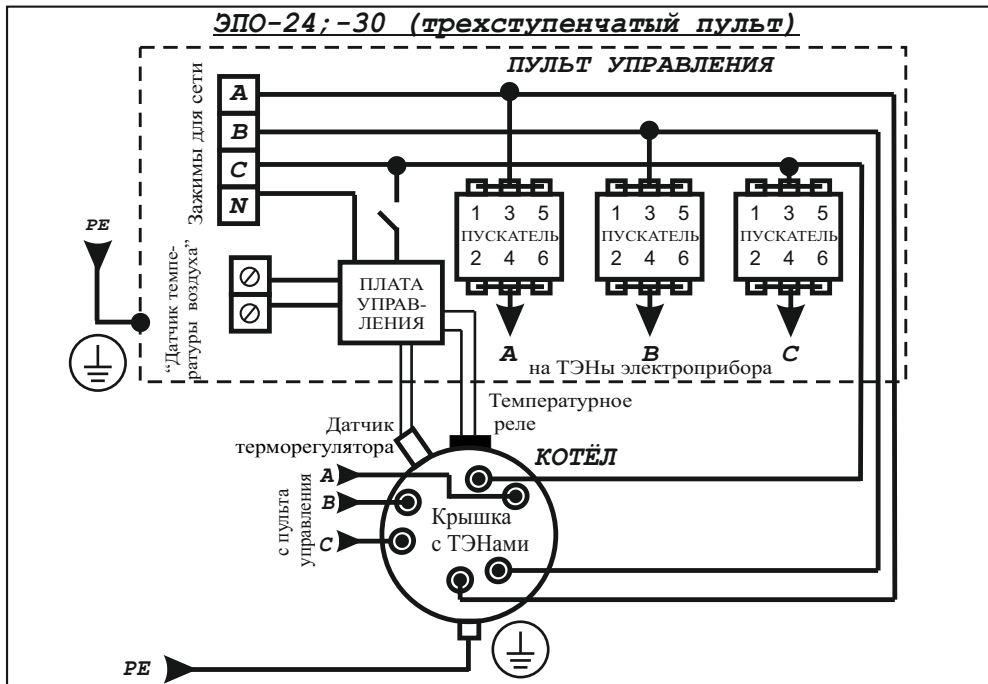 ЭПО-24;-30 (трехступенчатый пульт)
ПУЛЬТ УПРАВЛЕНИЯ
Зажимы для сети
A
B
C
N
PE
“Датчик темпе-
ратуры воздуха”
1 3 5
ПУСКАТЕЛЬ
2 4 6
1 3 5
ПУСКАТЕЛЬ
2 4 6
1 3 5
ПУСКАТЕЛЬ
2 4 6
ПЛАТА
УПРАВ-
ЛЕНИЯ
A
B
C
на ТЭНы электроприбора
Температурное
реле
Датчик
терморегулятора
КОТЁЛ
с пульта
управления
A
B
C
Крышка
с ТЭНами
PE